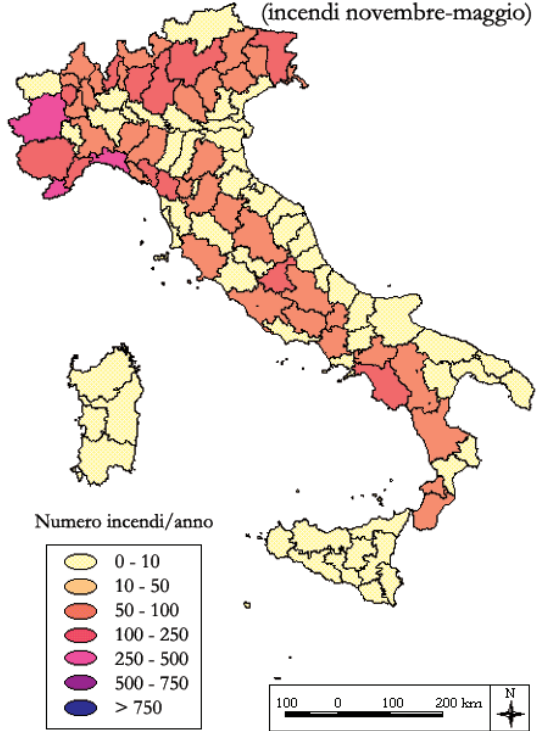 (incendi novembre-maggio)
Numero incendi/anno
0 - 10
10 - 50
50 - 100
100 - 250
250 - 500
500 - 750
> 750
100 0 100 200 km
N